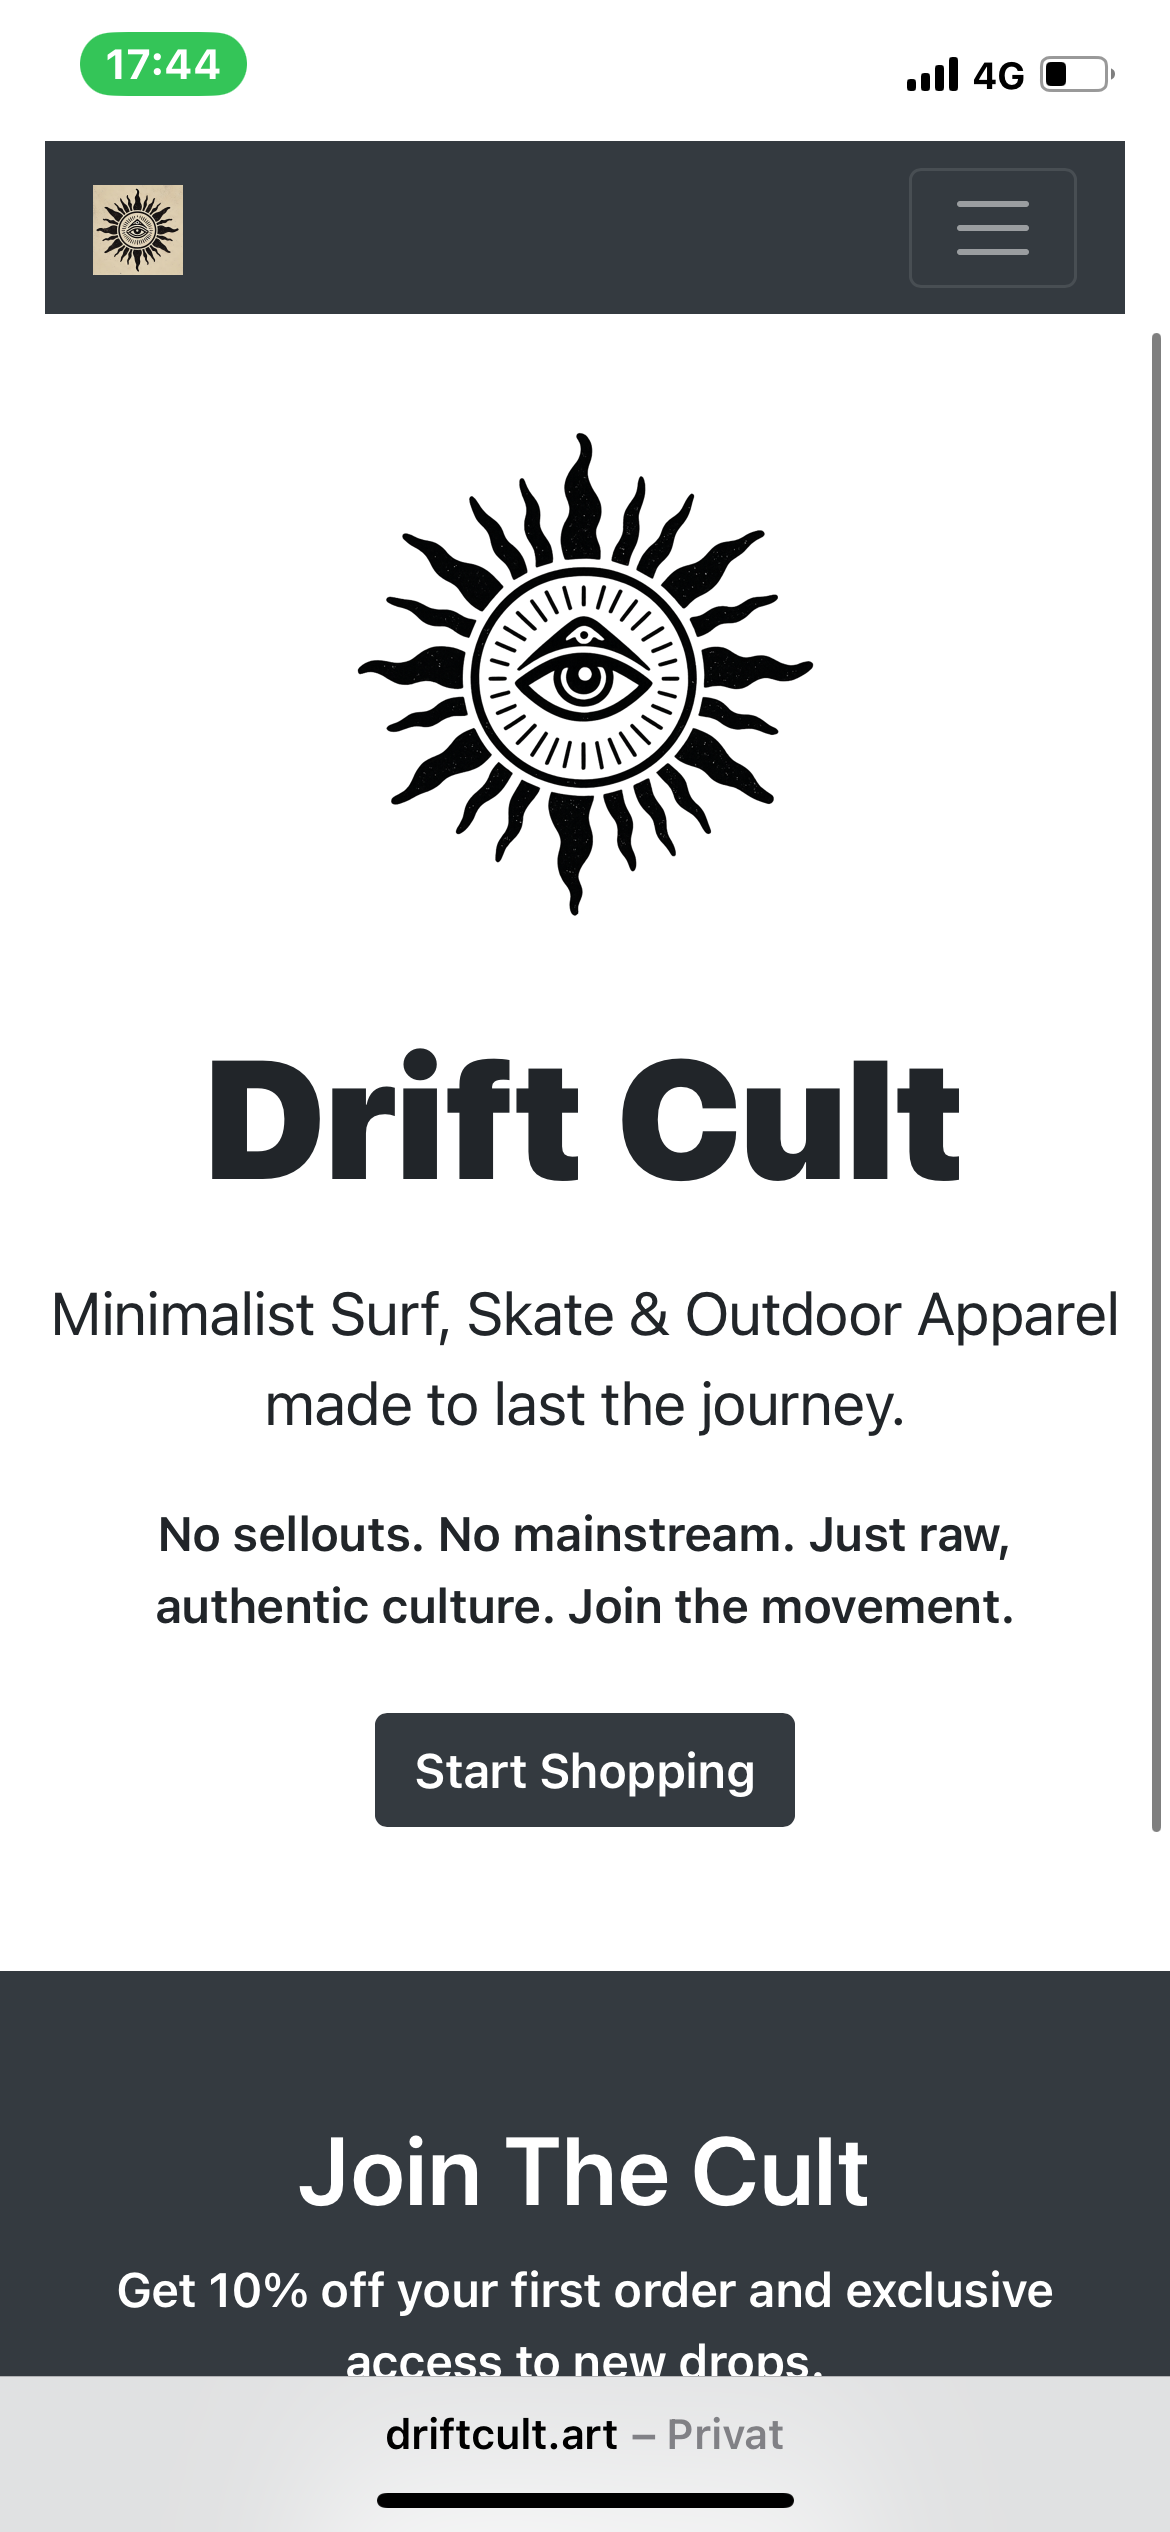 17:44
4G
Drift Cult
Minimalist Surf, Skate & Outdoor Apparel
made to last the journey.
No sellouts. No mainstream. Just raw,
authentic culture. Join the movement.
Start Shopping
Join The Cult
Get 10% off your first order and exclusive
access to new drops.
driftcult.art – Privat